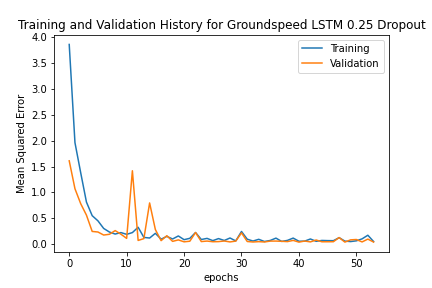 Training and Validation History for Groundspeed LSTM 0.25 Dropout
Training
Validation
Mean Squared Error
4.0
3.5
3.0
2.5
2.0
1.5
1.0
0.5
0.0
0 10 20 30 40 50
epochs